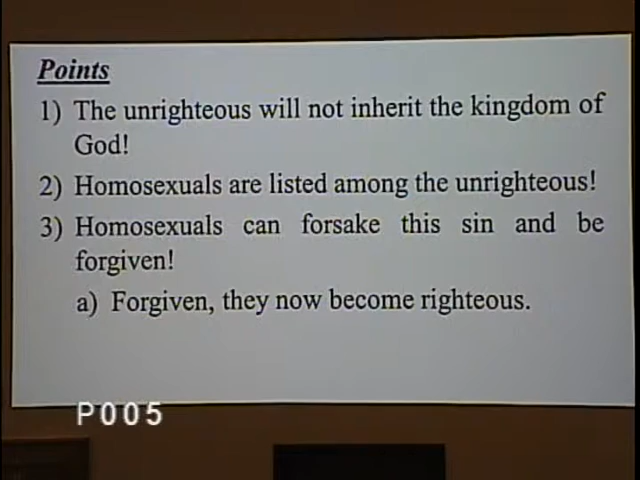 Points
1) The unrighteous will not inherit the kingdom of
God!
2) Homosexuals are listed among the unrighteous!
3) Homosexuals can forsake this sin and be
forgiven!
a) Forgiven, they now become righteous.
P005